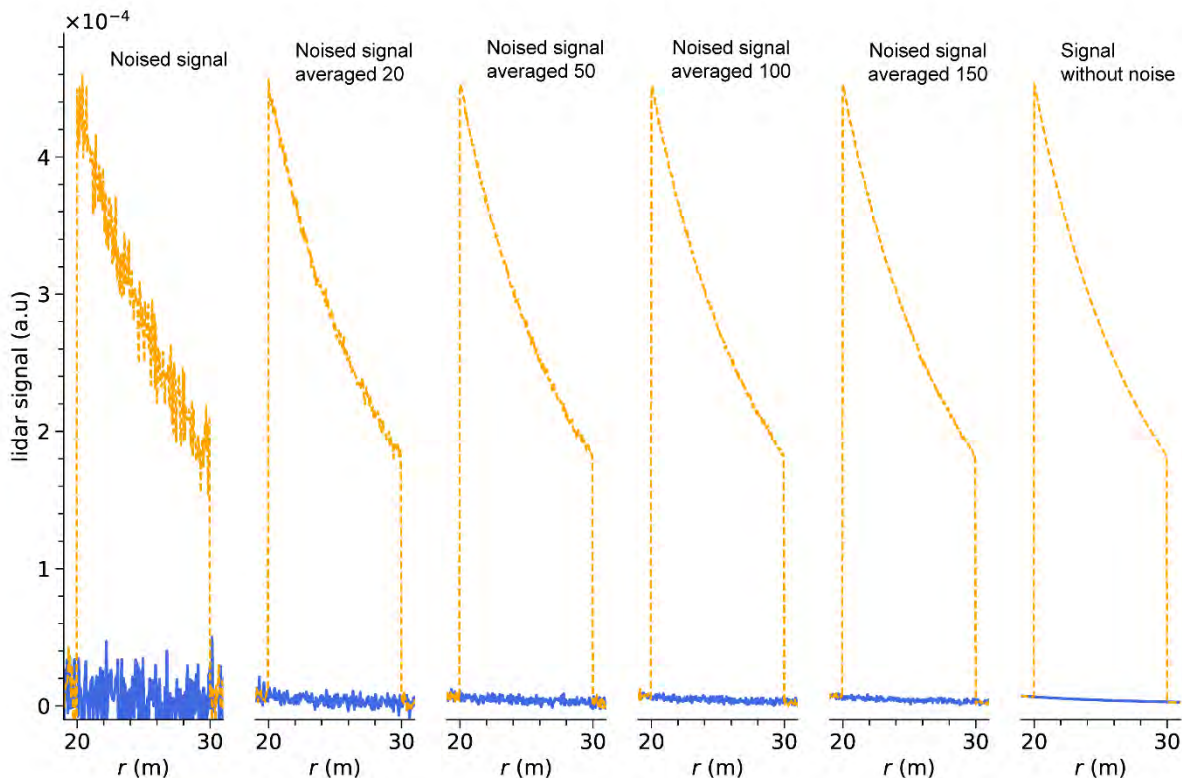 ×10⁻⁴
Noised signal
Noised signal
averaged 20
Noised signal
averaged 50
Noised signal
averaged 100
Noised signal
averaged 150
Signal
without noise
lidar signal (a.u)
4
3
2
1
0
20 30
20 30
20 30
20 30
20 30
20 30
r (m)
r (m)
r (m)
r (m)
r (m)
r (m)